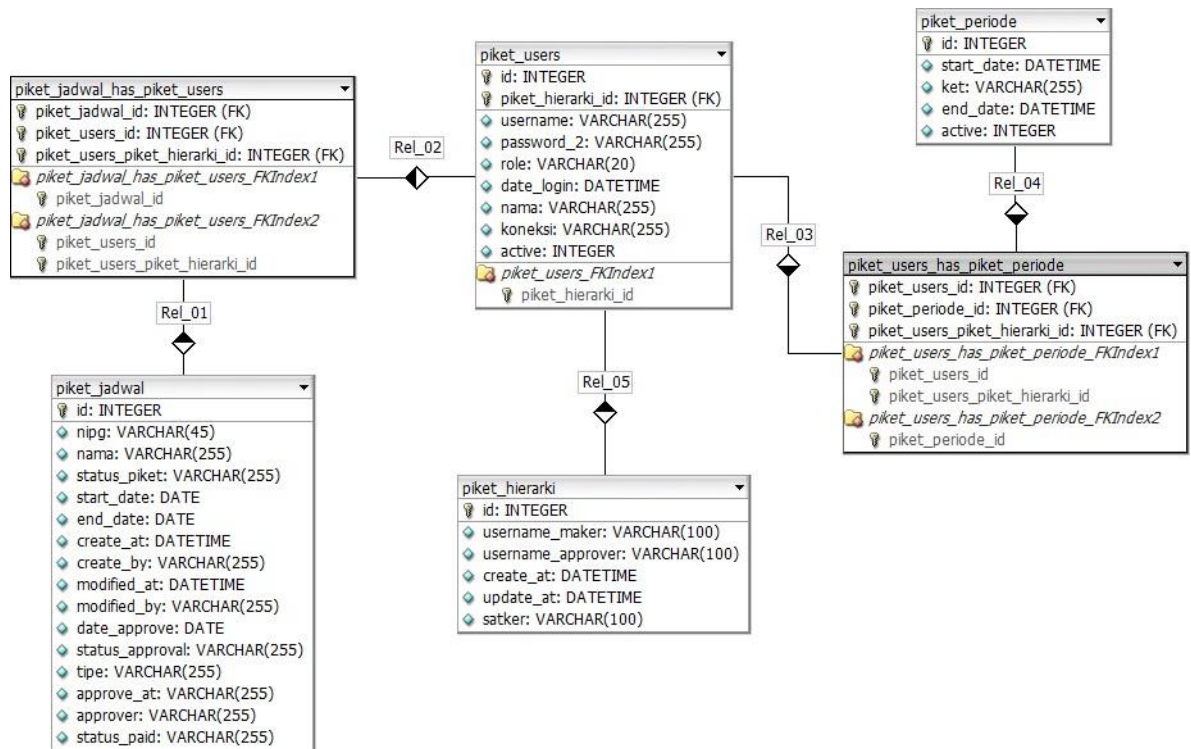 piket_periode
id: INTEGER
start_date: DATETIME
ket: VARCHAR(255)
end_date: DATETIME
active: INTEGER
piket_users
id: INTEGER
piket_hierarki_id: INTEGER (FK)
username: VARCHAR(255)
password_2: VARCHAR(255)
role: VARCHAR(20)
date_login: DATETIME
nama: VARCHAR(255)
koneksi: VARCHAR(255)
active: INTEGER
piket_users_FKIndex1
piket_hierarki_id
piket_jadwal_has_piket_users
piket_jadwal_id: INTEGER (FK)
piket_users_id: INTEGER (FK)
piket_users_piket_hierarki_id: INTEGER (FK)
piket_jadwal_has_piket_users_FKIndex1
piket_jadwal_id
piket_jadwal_has_piket_users_FKIndex2
piket_users_id
piket_users_piket_hierarki_id
Rel_02
Rel_04
Rel_03
piket_users_has_piket_periode
piket_users_id: INTEGER (FK)
piket_periode_id: INTEGER (FK)
piket_users_piket_hierarki_id: INTEGER (FK)
piket_users_has_piket_periode_FKIndex1
piket_users_id
piket_users_piket_hierarki_id
piket_users_has_piket_periode_FKIndex2
piket_periode_id
Rel_01
Rel_05
piket_jadwal
id: INTEGER
nipg: VARCHAR(45)
nama: VARCHAR(255)
status_piket: VARCHAR(255)
start_date: DATE
end_date: DATE
create_at: DATETIME
create_by: VARCHAR(255)
modified_at: DATETIME
modified_by: VARCHAR(255)
date_approve: DATE
status_approval: VARCHAR(255)
tipe: VARCHAR(255)
approve_at: VARCHAR(255)
approver: VARCHAR(255)
status_paid: VARCHAR(255)
piket_hierarki
id: INTEGER
username_maker: VARCHAR(100)
username_approver: VARCHAR(100)
create_at: DATETIME
update_at: DATETIME
satker: VARCHAR(100)